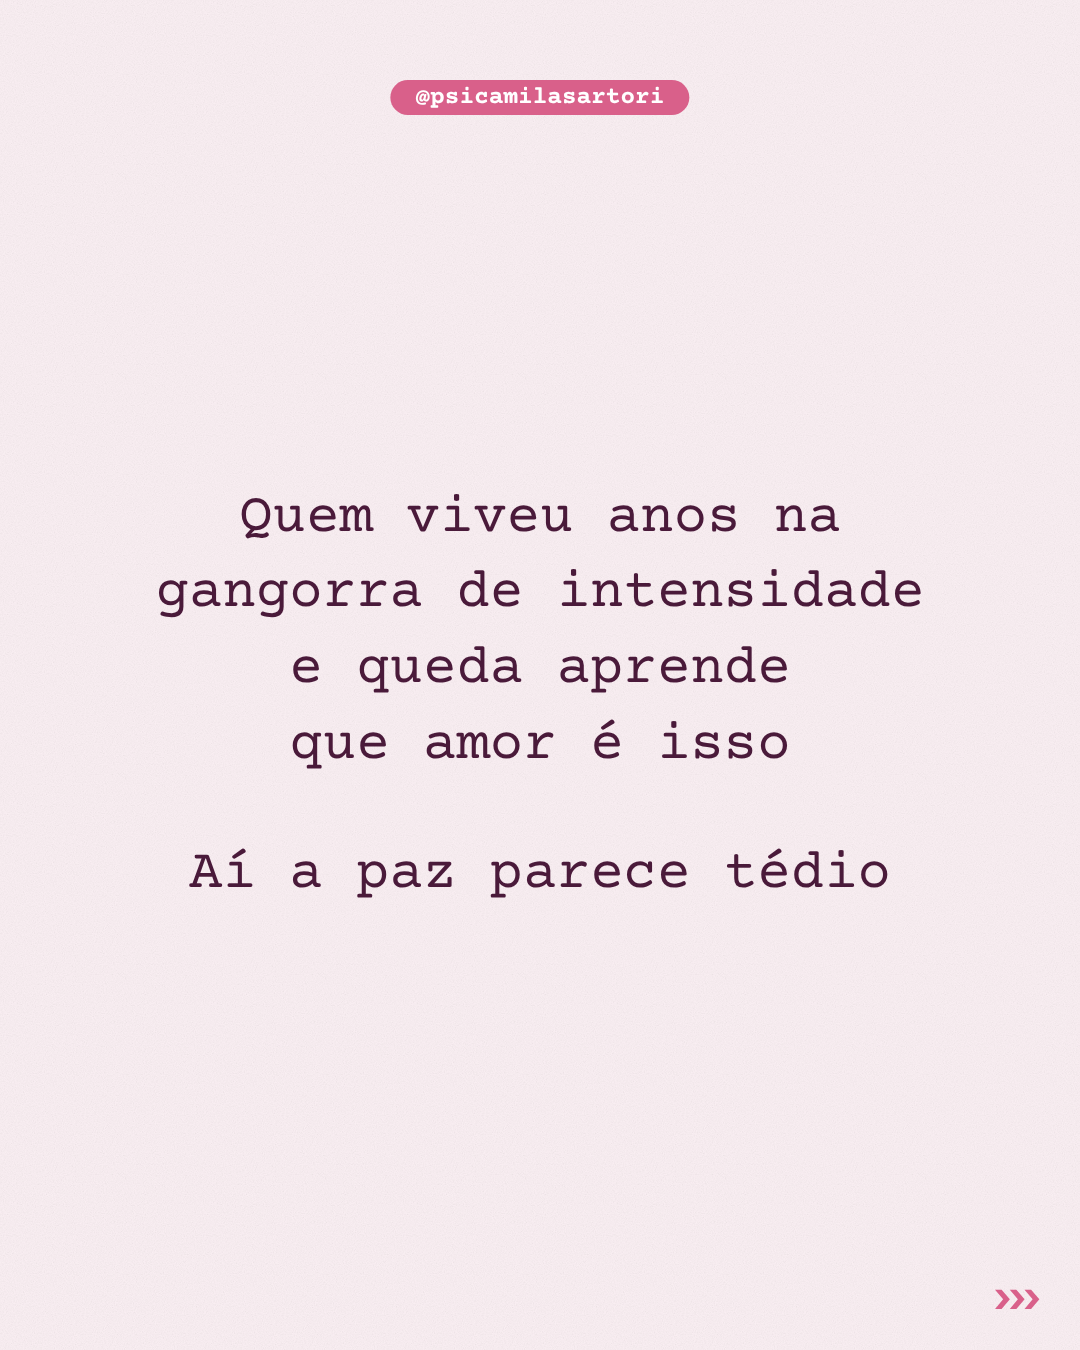 @psicamilasartori
Quem viveu anos na
gangorra de intensidade
e queda aprende
que amor é isso
Aí a paz parece tédio